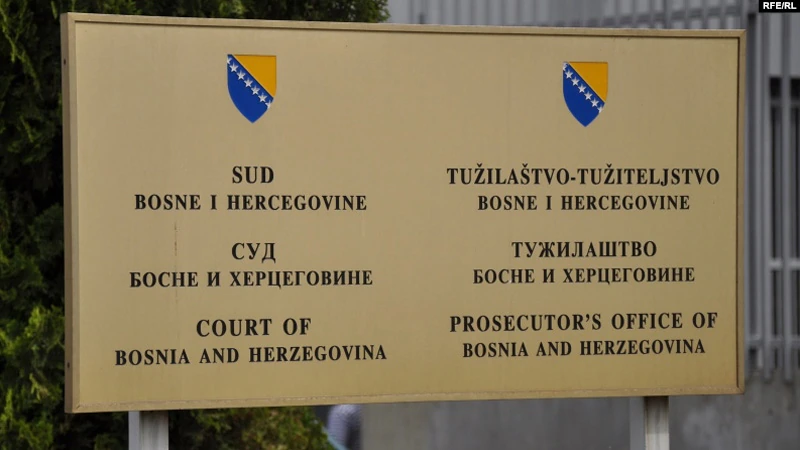 RFE/RL
SUD
BOSNE I HERCEGOVINE
СУД
БОСНЕ И ХЕРЦЕГОВИНЕ
COURT OF
BOSNIA AND HERZEGOVINA
TUŽILAŠTVO-TUŽITELJSTVO
BOSNE I HERCEGOVINE
ТУЖИЛАШТВО
БОСНЕ И ХЕРЦЕГОВИНЕ
PROSECUTOR'S OFFICE OF
BOSNIA AND HERZEGOVINA